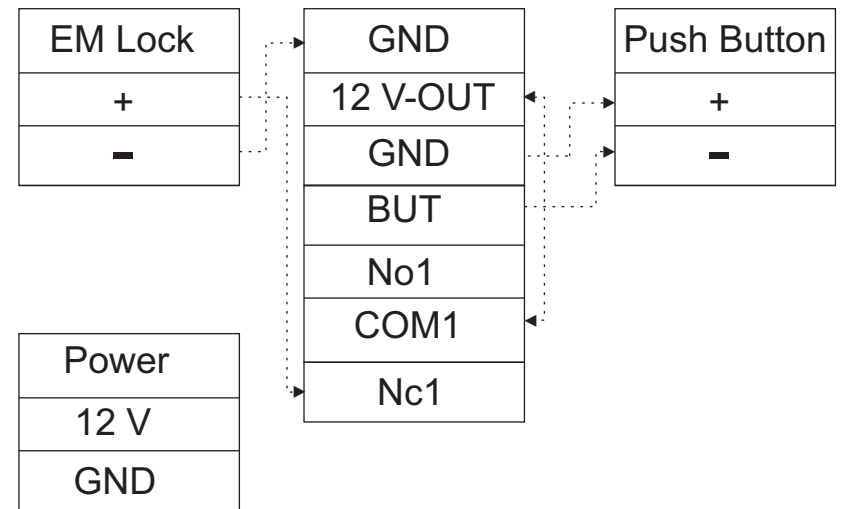 EM Lock
+
-
GND
12 V-OUT
GND
BUT
No1
COM1
Nc1
Push Button
+
-
Power
12 V
GND